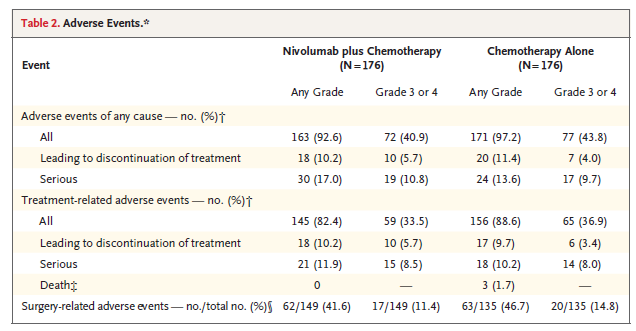 Table 2. Adverse Events.*
Event Nivolumab plus Chemotherapy (N=176) Chemotherapy Alone (N=176)
Any Grade Grade 3 or 4 Any Grade Grade 3 or 4
Adverse events of any cause — no. (%)†
All 163 (92.6) 72 (40.9) 171 (97.2) 77 (43.8)
Leading to discontinuation of treatment 18 (10.2) 10 (5.7) 20 (11.4) 7 (4.0)
Serious 30 (17.0) 19 (10.8) 24 (13.6) 17 (9.7)
Treatment-related adverse events — no. (%)†
All 145 (82.4) 59 (33.5) 156 (88.6) 65 (36.9)
Leading to discontinuation of treatment 18 (10.2) 10 (5.7) 17 (9.7) 6 (3.4)
Serious 21 (11.9) 15 (8.5) 18 (10.2) 14 (8.0)
Death‡ 0 — 3 (1.7) —
Surgery-related adverse events — no./total no. (%)§ 62/149 (41.6) 17/149 (11.4) 63/135 (46.7) 20/135 (14.8)